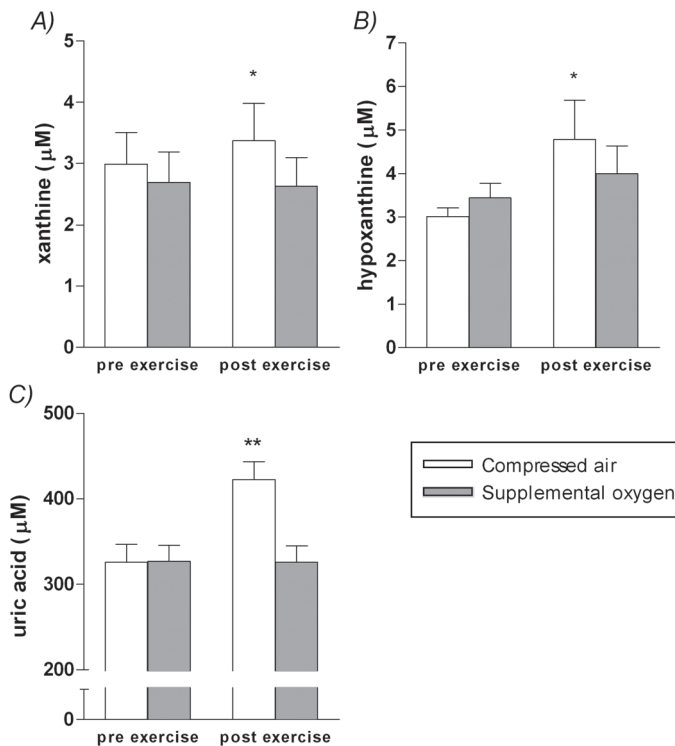 A)
5
4
3
2
1
0
xanthine (μM)
*
pre exercise post exercise
B)
7
6
5
4
3
2
1
0
hypoxanthine (μM)
*
pre exercise post exercise
C)
500
400
300
200
0
uric acid (μM)
**
pre exercise post exercise
Compressed air
Supplemental oxygen